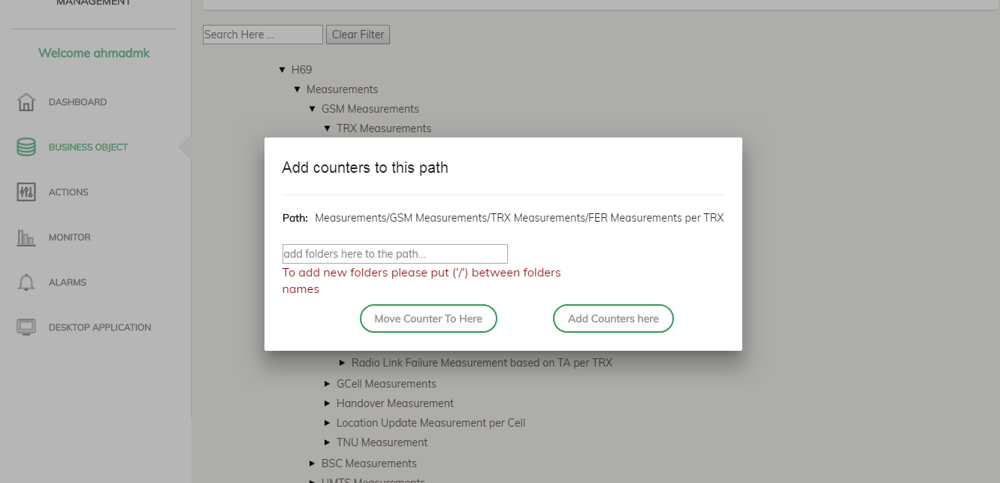 MANAGEMENT
Welcome ahmadmk
DASHBOARD
BUSINESS OBJECT
ACTIONS
MONITOR
ALARMS
DESKTOP APPLICATION
Search Here ... Clear Filter
H69
Measurements
GSM Measurements
TRX Measurements
Add counters to this path
Path: Measurements/GSM Measurements/TRX Measurements/FER Measurements per TRX
add folders here to the path...
To add new folders please put ('/') between folders
names
Move Counter To Here Add Counters here
Radio Link Failure Measurement based on TA per TRX
GCell Measurements
Handover Measurement
Location Update Measurement per Cell
TNU Measurement
BSC Measurements
UMTS Measurements